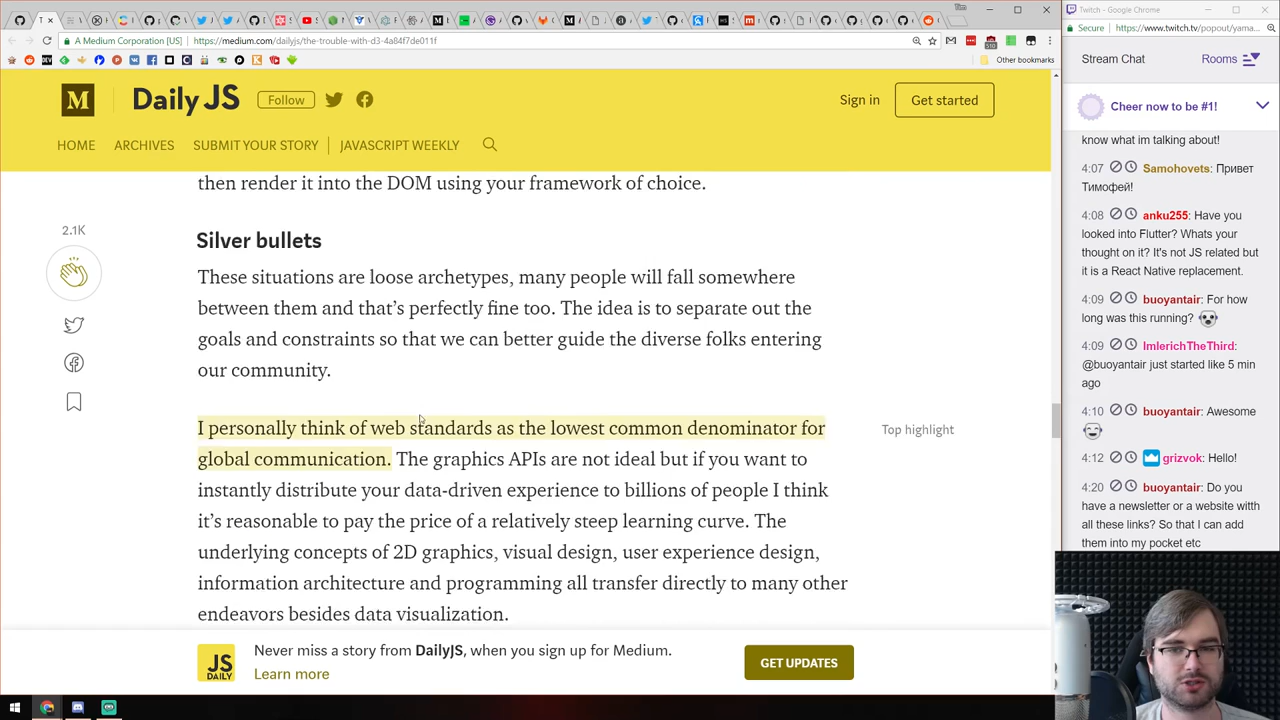 Twitch - Google Chrome
A Medium Corporation [US]
https://medium.com/dailyjs/the-trouble-with-d3-4a84f7de011f
Secure
https://www.twitch.tv/popout/yama...
Other bookmarks
M
Daily JS
Follow
Sign in
Get started
HOME
ARCHIVES
SUBMIT YOUR STORY
JAVASCRIPT WEEKLY
then render it into the DOM using your framework of choice.
2.1K
Silver bullets
These situations are loose archetypes, many people will fall somewhere
between them and that's perfectly fine too. The idea is to separate out the
goals and constraints so that we can better guide the diverse folks entering
our community.
I personally think of web standards as the lowest common denominator for
global communication. The graphics APIs are not ideal but if you want to
instantly distribute your data-driven experience to billions of people I think
it's reasonable to pay the price of a relatively steep learning curve. The
underlying concepts of 2D graphics, visual design, user experience design,
information architecture and programming all transfer directly to many other
endeavors besides data visualization.
Top highlight
JS
DAILY
Never miss a story from DailyJS, when you sign up for Medium.
Learn more
GET UPDATES
Stream Chat
Rooms
Cheer now to be #1!
know what im talking about!
4:07 Samohovets: Привет
Тимофей!
4:08 anku255: Have you
looked into Flutter? Whats your
thought on it? It's not JS related but
it is a React Native replacement.
4:09 buoyantair: For how
long was this running?
4:09 ImlerichTheThird:
@buoyantair just started like 5 min
ago
4:10 buoyantair: Awesome
4:12 grizvok: Hello!
4:20 buoyantair: Do you
have a newsletter or a website witth
all these links? So that I can add
them into my pocket etc